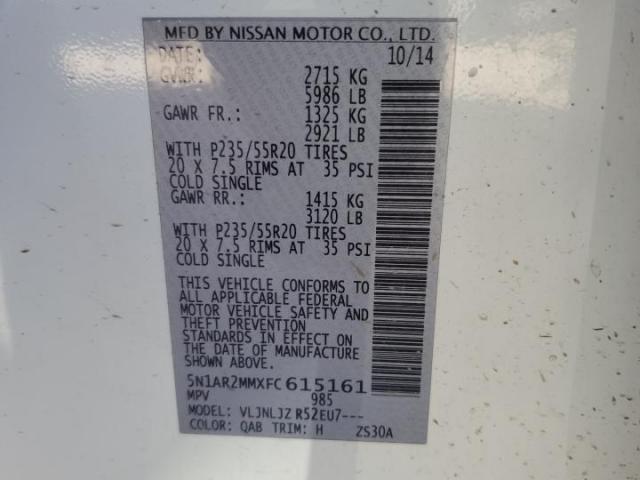 MFD BY NISSAN MOTOR CO., LTD.
DATE: 10/14
GVWR: 2715 KG
5986 LB
GAWR FR.: 1325 KG
2921 LB
WITH P235/55R20 TIRES
20 X 7.5 RIMS AT 35 PSI
COLD SINGLE
GAWR RR.: 1415 KG
3120 LB
WITH P235/55R20 TIRES
20 X 7.5 RIMS AT 35 PSI
COLD SINGLE
THIS VEHICLE CONFORMS TO
ALL APPLICABLE FEDERAL
MOTOR VEHICLE SAFETY AND
THEFT PREVENTION
STANDARDS IN EFFECT ON
THE DATE OF MANUFACTURE
SHOWN ABOVE.
5N1AR2MMXFC615161
MPV 985
MODEL: VLJNLJZ R52EU7---
COLOR: QAB TRIM: H ZS30A